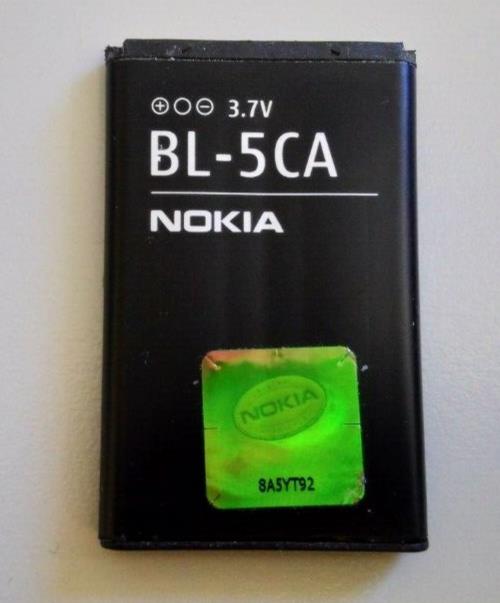 ⊕○⊖ 3.7V
BL-5CA
NOKIA
NOKIA
8A5YT92